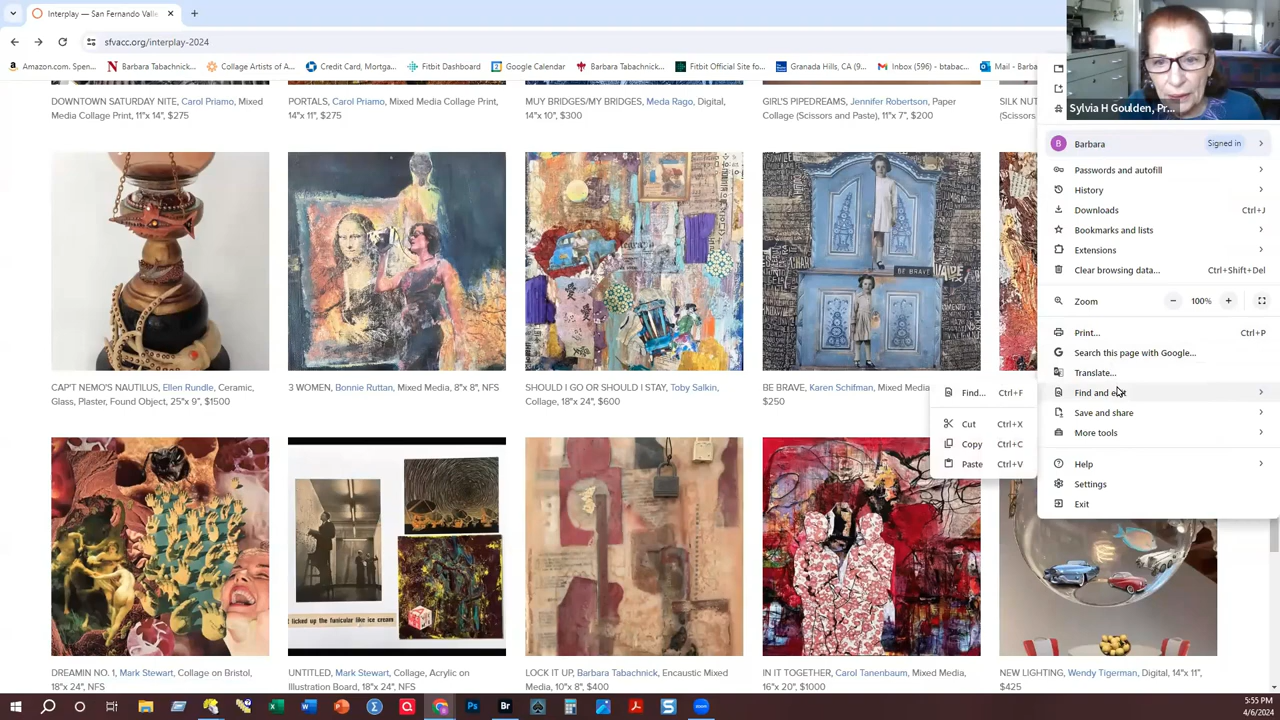 Interplay — San Fernando Valle
sfvacc.org/interplay-2024
Amazon.com. Spen...
Barbara Tabachnick...
Collage Artists of A...
Credit Card, Mortga...
Fitbit Dashboard
Google Calendar
Barbara Tabachnick...
Fitbit Official Site fo...
Granada Hills, CA (9...
Inbox (596) - btabac...
Mail - Barba
Sylvia H Goulden, Pr...
DOWNTOWN SATURDAY NITE, Carol Priamo, Mixed
Media Collage Print, 11"x 14", $275
PORTALS, Carol Priamo, Mixed Media Collage Print,
14"x 11", $275
MUY BRIDGES/MY BRIDGES, Meda Rago, Digital,
14"x 10", $300
GIRL'S PIPEDREAMS, Jennifer Robertson, Paper
Collage (Scissors and Paste), 11"x 7", $200
SILK NUT
(Scissors
B Barbara Signed in
Passwords and autofill
History
Downloads Ctrl+J
Bookmarks and lists
Extensions
Clear browsing data... Ctrl+Shift+Del
Zoom − 100% +
Print... Ctrl+P
Search this page with Google...
Translate...
Find and edit
Save and share
More tools
Help
Settings
Exit
Find... Ctrl+F
Cut Ctrl+X
Copy Ctrl+C
Paste Ctrl+V
BE BRAVE
CAP'T NEMO'S NAUTILUS, Ellen Rundle, Ceramic,
Glass, Plaster, Found Object, 25"x 9", $1500
3 WOMEN, Bonnie Ruttan, Mixed Media, 8"x 8", NFS
SHOULD I GO OR SHOULD I STAY, Toby Salkin,
Collage, 18"x 24", $600
BE BRAVE, Karen Schifman, Mixed Media
$250
I licked up the funicular like ice cream
DREAMIN NO. 1, Mark Stewart, Collage on Bristol,
18"x 24", NFS
UNTITLED, Mark Stewart, Collage, Acrylic on
Illustration Board, 18"x 24", NFS
LOCK IT UP, Barbara Tabachnick, Encaustic Mixed
Media, 10"x 8", $400
IN IT TOGETHER, Carol Tanenbaum, Mixed Media,
16"x 20", $1000
NEW LIGHTING, Wendy Tigerman, Digital, 14"x 11",
$425
5:55 PM
4/6/2024